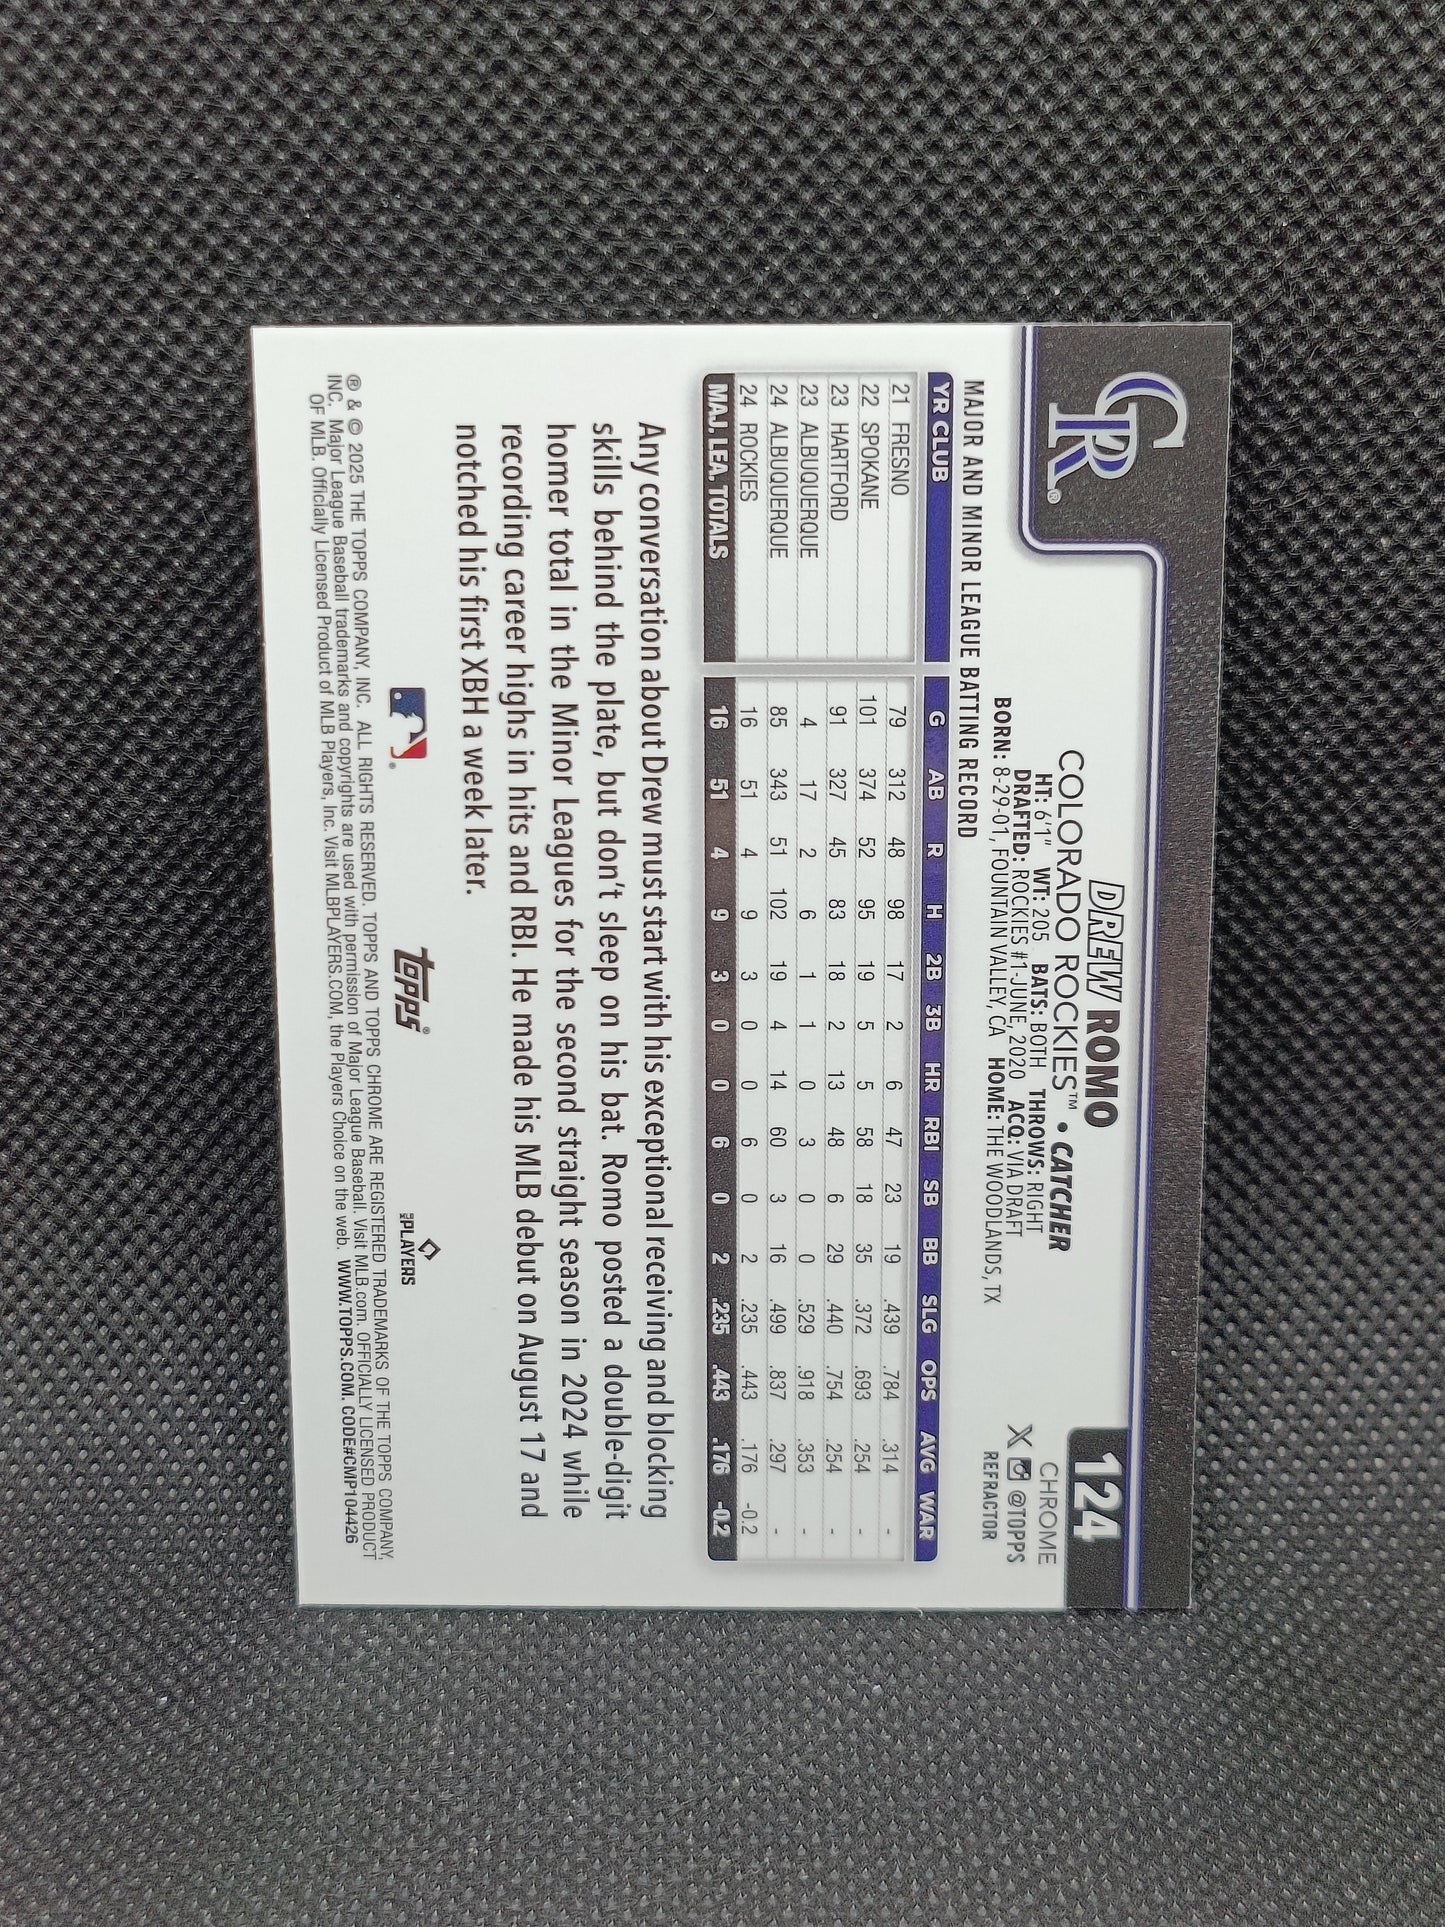 CR®
124
DREW ROMO
COLORADO ROCKIES™ • CATCHER
HT: 6'1" WT: 205 BATS: BOTH THROWS: RIGHT
DRAFTED: ROCKIES #1-JUNE, 2020 ACQ: VIA DRAFT
BORN: 8-29-01, FOUNTAIN VALLEY, CA HOME: THE WOODLANDS, TX
CHROME
X @TOPPS
REFRACTOR
MAJOR AND MINOR LEAGUE BATTING RECORD
YR CLUB G AB R H 2B 3B HR RBI SB BB SLG OPS AVG WAR
21 FRESNO 79 312 48 98 17 2 6 47 23 19 .439 .784 .314 -
22 SPOKANE 101 374 52 95 19 5 5 58 18 35 .372 .693 .254 -
23 HARTFORD 91 327 45 83 18 2 13 48 6 29 .440 .754 .254 -
23 ALBUQUERQUE 4 17 2 6 1 1 0 3 0 0 .529 .918 .353 -
24 ALBUQUERQUE 85 343 51 102 19 4 14 60 3 16 .499 .837 .297 -
24 ROCKIES 16 51 4 9 3 0 0 6 0 2 .235 .443 .176 -0.2
MAJ. LEA. TOTALS 16 51 4 9 3 0 0 6 0 2 .235 .443 .176 -0.2
Any conversation about Drew must start with his exceptional receiving and blocking
skills behind the plate, but don't sleep on his bat. Romo posted a double-digit
homer total in the Minor Leagues for the second straight season in 2024 while
recording career highs in hits and RBI. He made his MLB debut on August 17 and
notched his first XBH a week later.
®
topps®
MLB PLAYERS
® & © 2025 THE TOPPS COMPANY, INC. ALL RIGHTS RESERVED. TOPPS AND TOPPS CHROME ARE REGISTERED TRADEMARKS OF THE TOPPS COMPANY,
INC. Major League Baseball trademarks and copyrights are used with permission of Major League Baseball. Visit MLB.com. OFFICIALLY LICENSED PRODUCT
OF MLB. Officially Licensed Product of MLB Players, Inc. Visit MLBPLAYERS.COM, the Players Choice on the web. WWW.TOPPS.COM. CODE#CMP104426